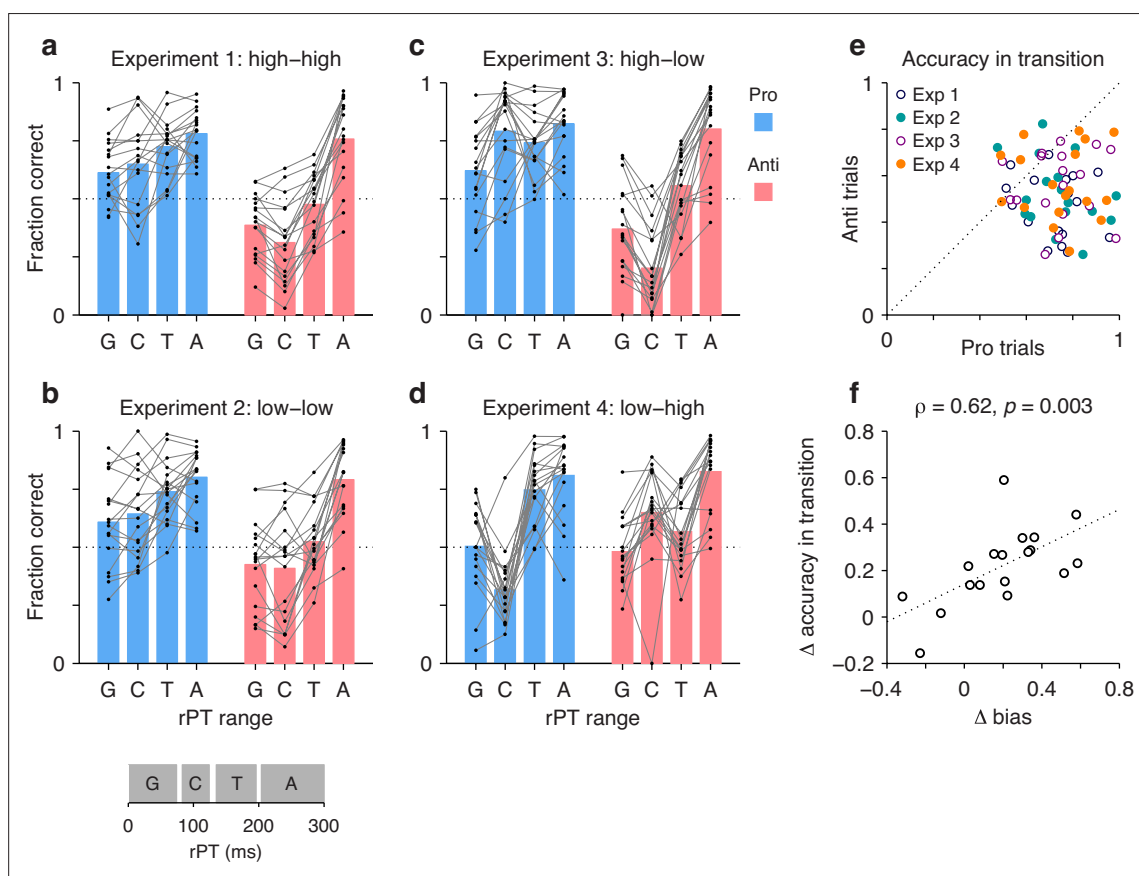 a
Experiment 1: high–high
1
Fraction correct
0
G C T A G C T A
b
Experiment 2: low–low
1
Fraction correct
0
G C T A G C T A
rPT range
G C T A
0 100 200 300
rPT (ms)
c
Experiment 3: high–low
1
0
G C T A G C T A
Pro
Anti
d
Experiment 4: low–high
1
0
G C T A G C T A
rPT range
e
Accuracy in transition
1
Exp 1
Exp 2
Exp 3
Exp 4
Anti trials
0
0 1
Pro trials
f
ρ = 0.62, p = 0.003
0.8
0.6
0.4
0.2
0
−0.2
Δ accuracy in transition
−0.4 0 0.4 0.8
Δ bias